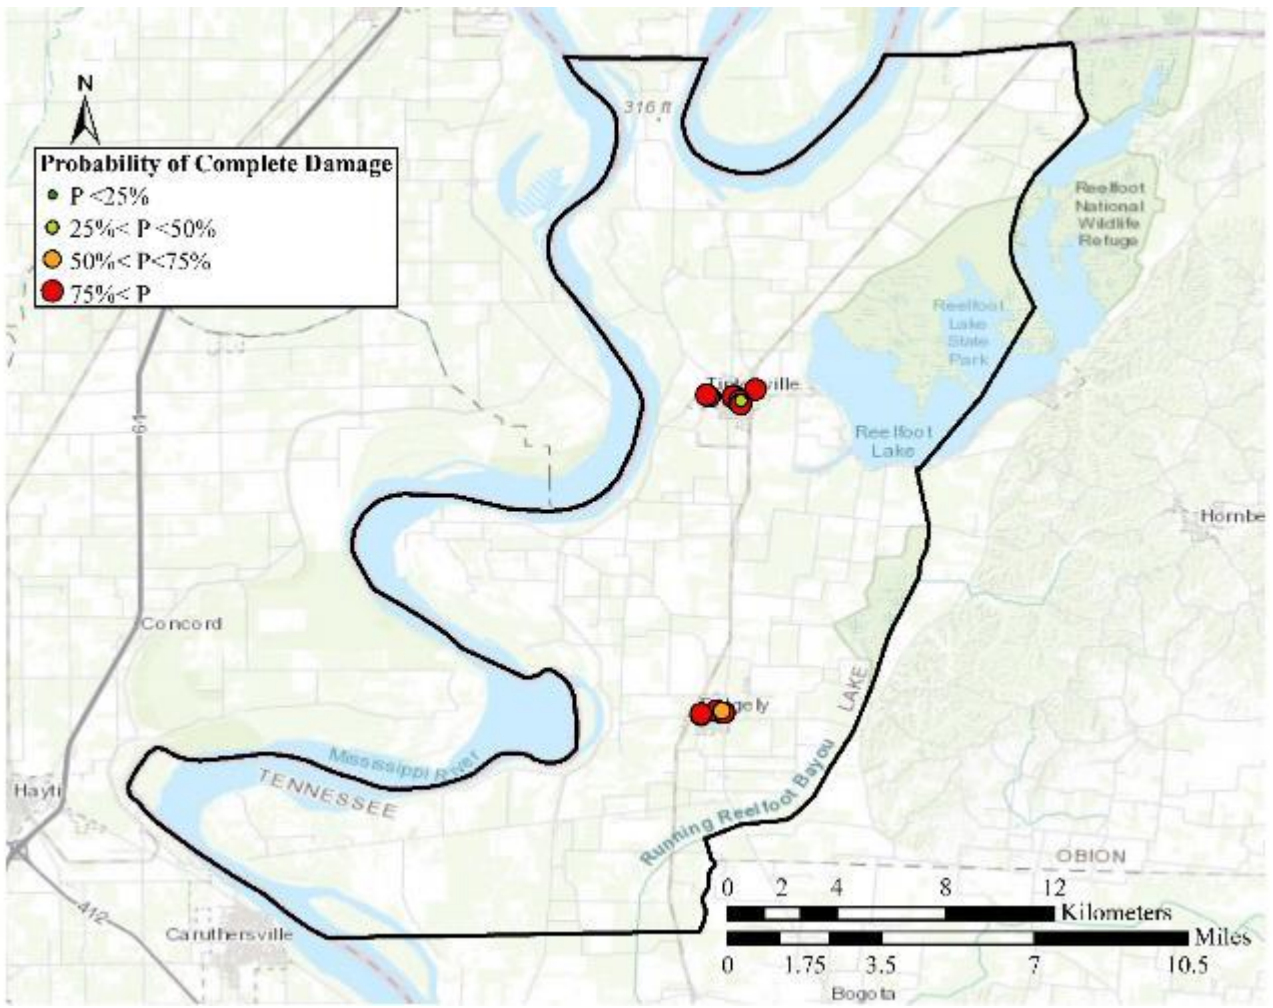 316 ft
N
Probability of Complete Damage
P <25%
25%< P <50%
50%< P<75%
75%< P
Reelfoot
National
Wildlife
Refuge
Reelfoot
Lake
State
Park
Reelfoot
Lake
61
Hornbe
Concord
LAKE
Mississippi River
TENNESSEE
Hayti
Running Reelfoot Bayou
OBION
412
Caruthersville
0 2 4 8 12
Kilometers
Miles
0 1.75 3.5 7 10.5
Bogota